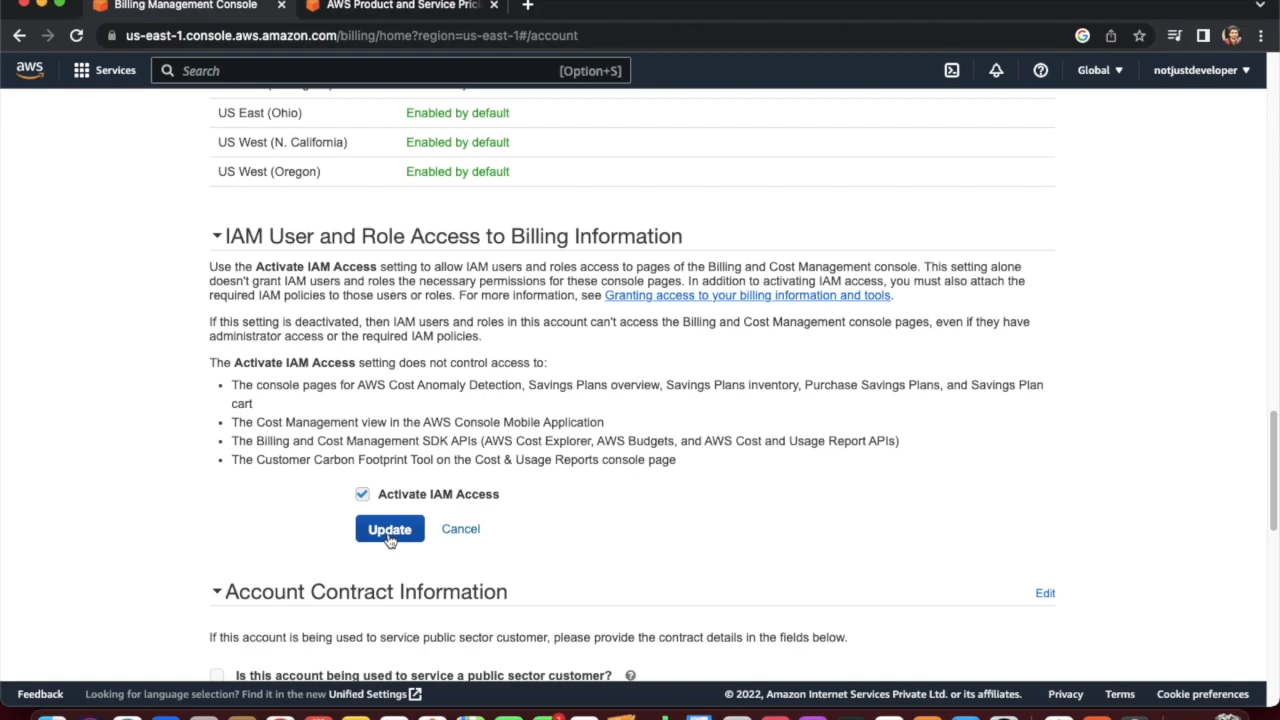 Billing Management Console
AWS Product and Service Prici
us-east-1.console.aws.amazon.com/billing/home?region=us-east-1#/account
aws
Services
Search
[Option+S]
Global
notjustdeveloper
US East (Ohio)
Enabled by default
US West (N. California)
Enabled by default
US West (Oregon)
Enabled by default
IAM User and Role Access to Billing Information
Use the Activate IAM Access setting to allow IAM users and roles access to pages of the Billing and Cost Management console. This setting alone
doesn't grant IAM users and roles the necessary permissions for these console pages. In addition to activating IAM access, you must also attach the
required IAM policies to those users or roles. For more information, see Granting access to your billing information and tools.
If this setting is deactivated, then IAM users and roles in this account can't access the Billing and Cost Management console pages, even if they have
administrator access or the required IAM policies.
The Activate IAM Access setting does not control access to:
• The console pages for AWS Cost Anomaly Detection, Savings Plans overview, Savings Plans inventory, Purchase Savings Plans, and Savings Plan
cart
• The Cost Management view in the AWS Console Mobile Application
• The Billing and Cost Management SDK APIs (AWS Cost Explorer, AWS Budgets, and AWS Cost and Usage Report APIs)
• The Customer Carbon Footprint Tool on the Cost & Usage Reports console page
Activate IAM Access
Update
Cancel
Account Contract Information
Edit
If this account is being used to service public sector customer, please provide the contract details in the fields below.
Is this account being used to service a public sector customer?
Feedback
Looking for language selection? Find it in the new Unified Settings
© 2022, Amazon Internet Services Private Ltd. or its affiliates.
Privacy
Terms
Cookie preferences